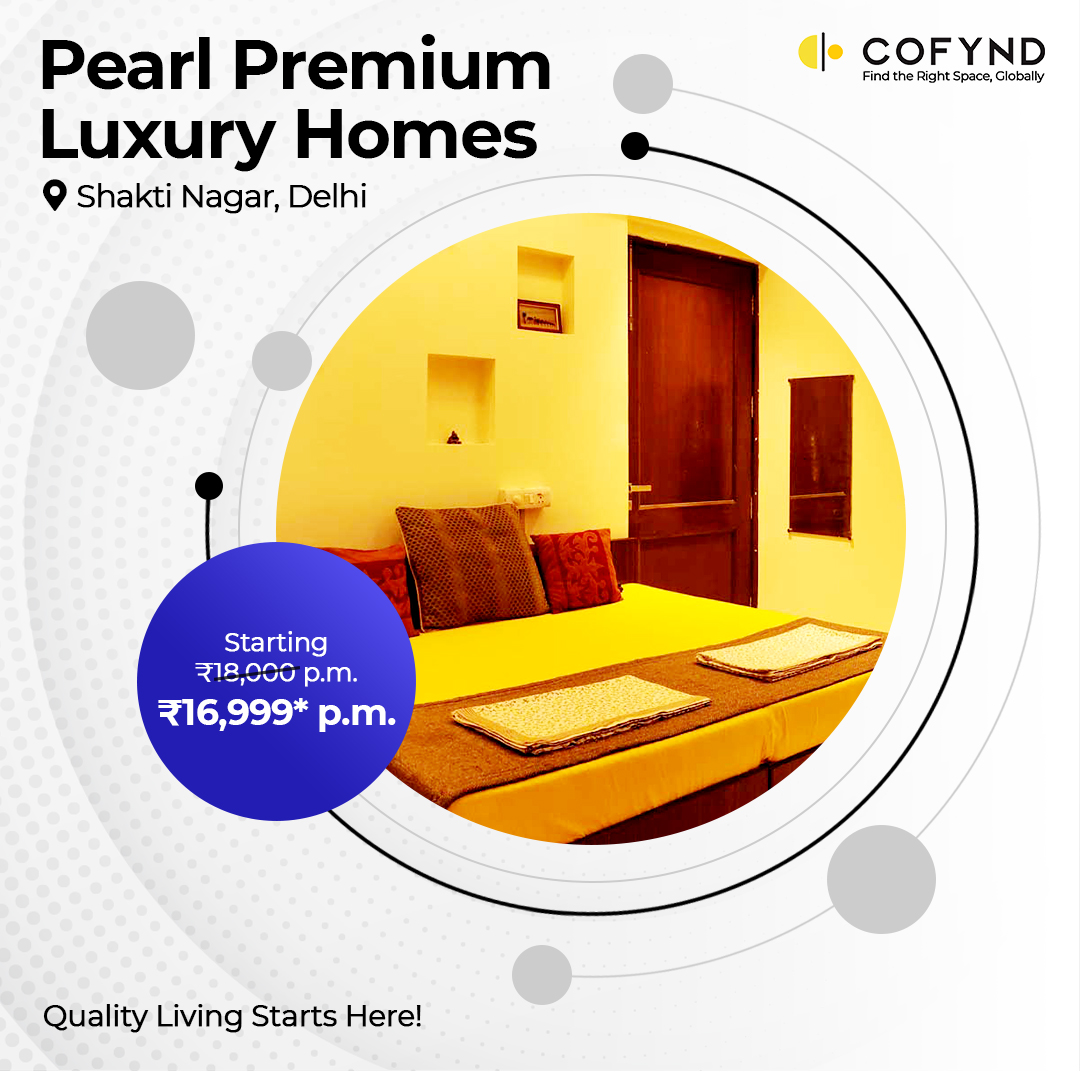 Pearl Premium
Luxury Homes
Shakti Nagar, Delhi
COFYND
Find the Right Space, Globally
Starting
₹18,000 p.m.
₹16,999* p.m.
Quality Living Starts Here!